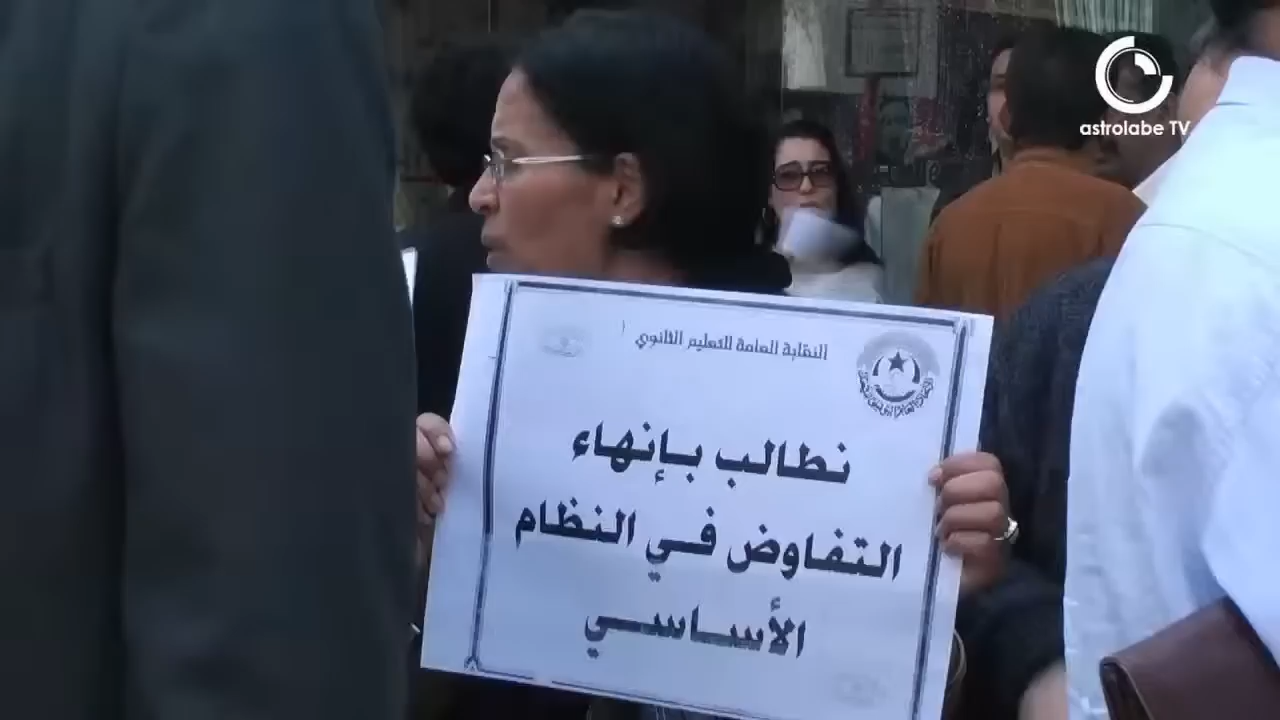 astrolabe TV
النقابة العامة للتعليم الثانوي
نطالب بإنهاء
التفاوض في النظام
الأساسي